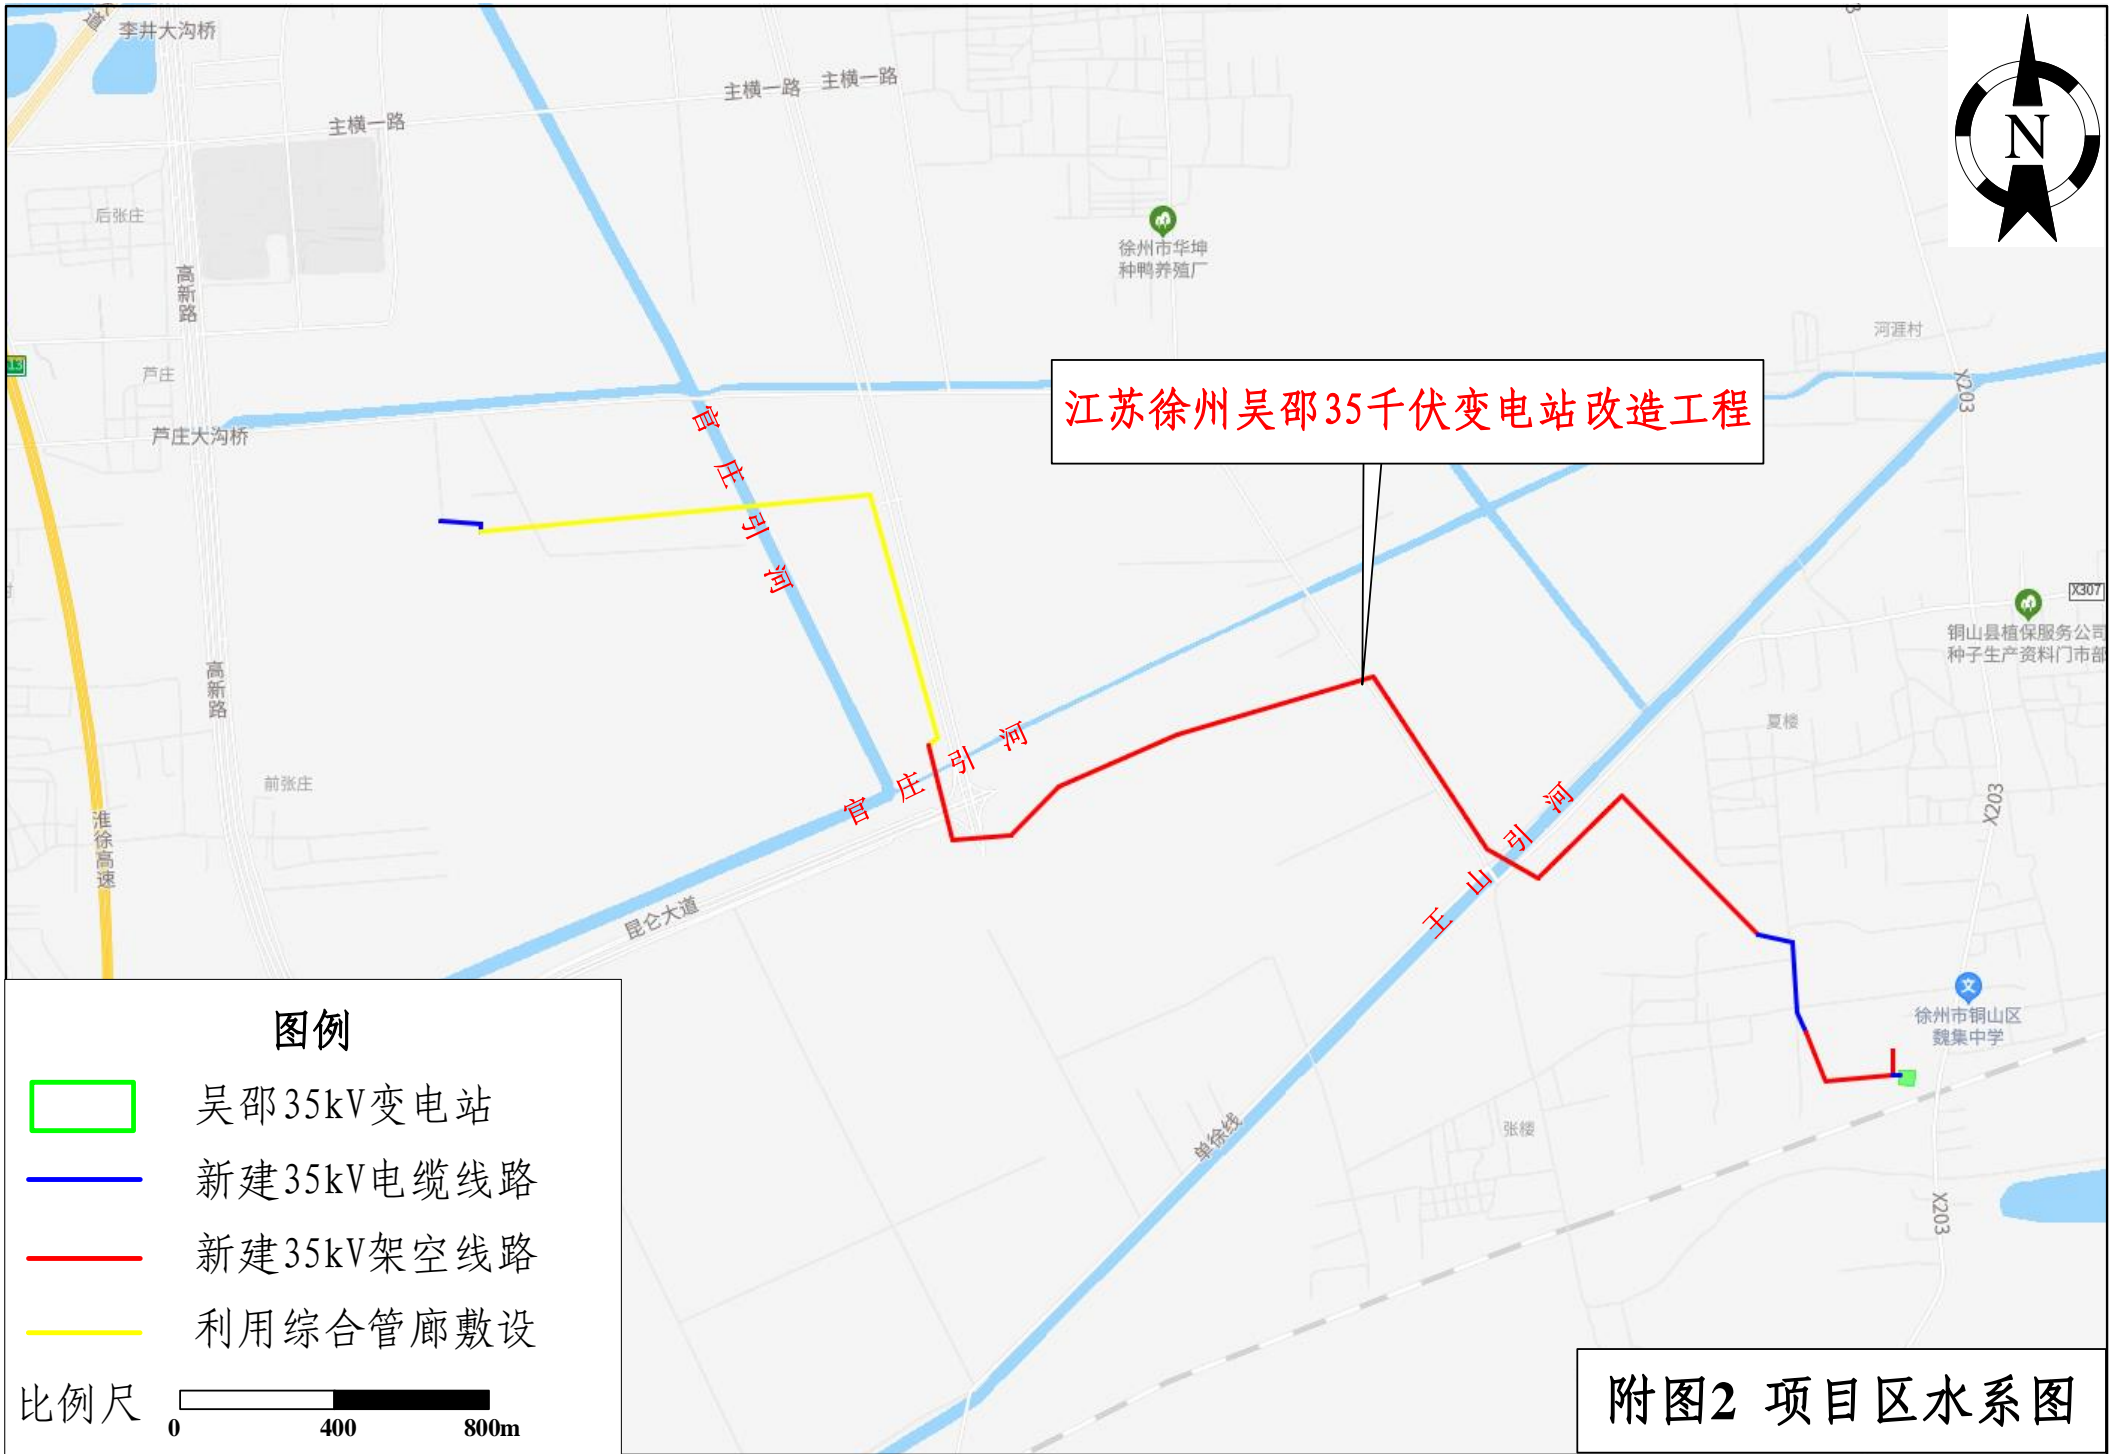 道
李井大沟桥
主横一路
主横一路
主横一路
3
N
后张庄
高新路
徐州市华坤
种鸭养殖厂
河涯村
13
芦庄
X203
江苏徐州吴邵35千伏变电站改造工程
芦庄大沟桥
官庄引河
X307
铜山县植保服务公司
种子生产资料门市部
高新路
夏楼
官庄引河
前张庄
王山引河
X203
淮徐高速
昆仑大道
徐州市铜山区
魏集中学
文
单徐线
张楼
X203
图例
吴邵35kV变电站
新建35kV电缆线路
新建35kV架空线路
利用综合管廊敷设
比例尺
0 400 800m
附图2 项目区水系图